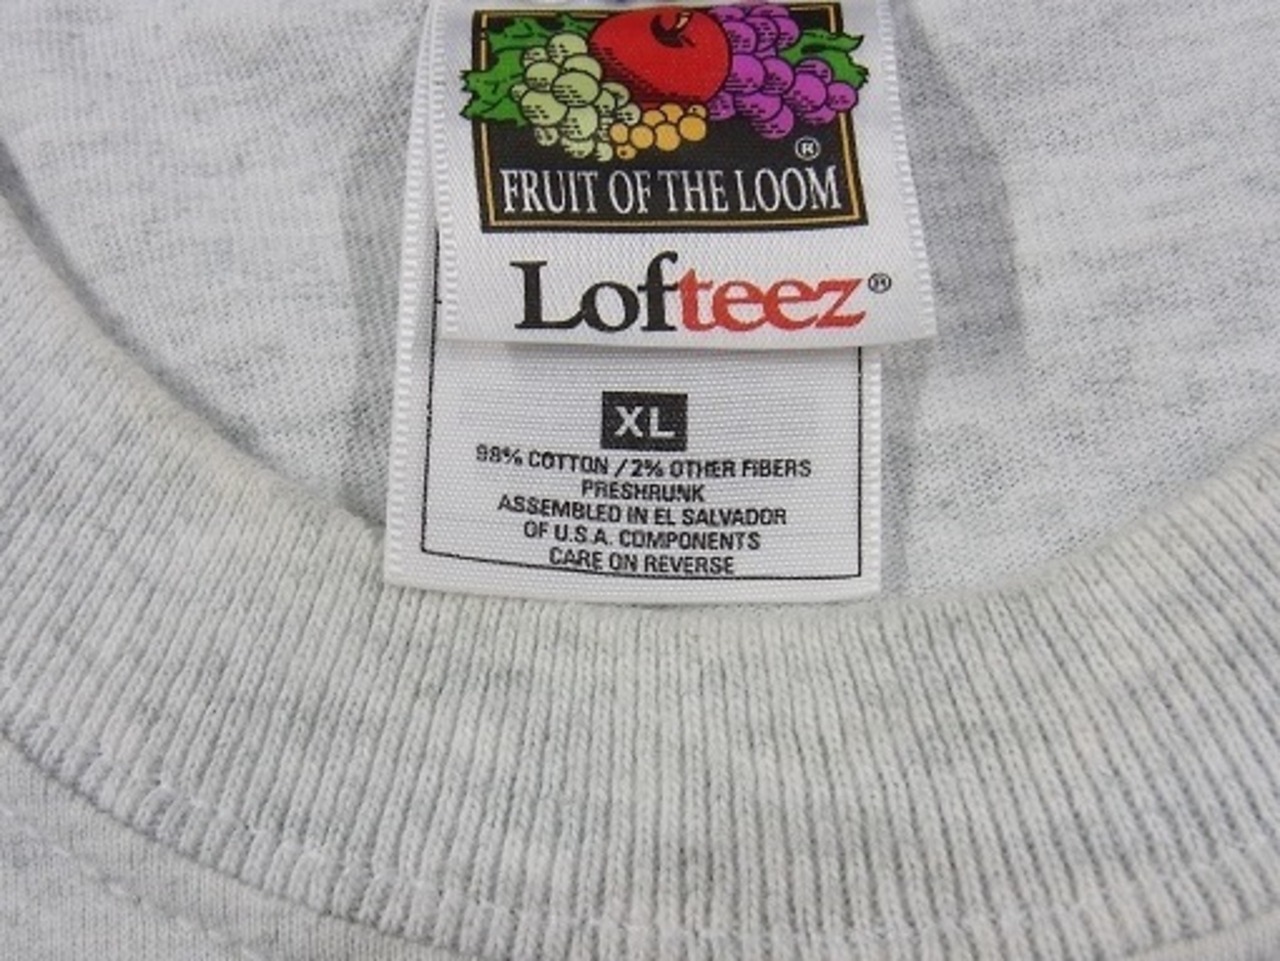 ®
FRUIT OF THE LOOM
Lofteez®
XL
98% COTTON / 2% OTHER FIBERS
PRESHRUNK
ASSEMBLED IN EL SALVADOR
OF U.S.A. COMPONENTS
CARE ON REVERSE